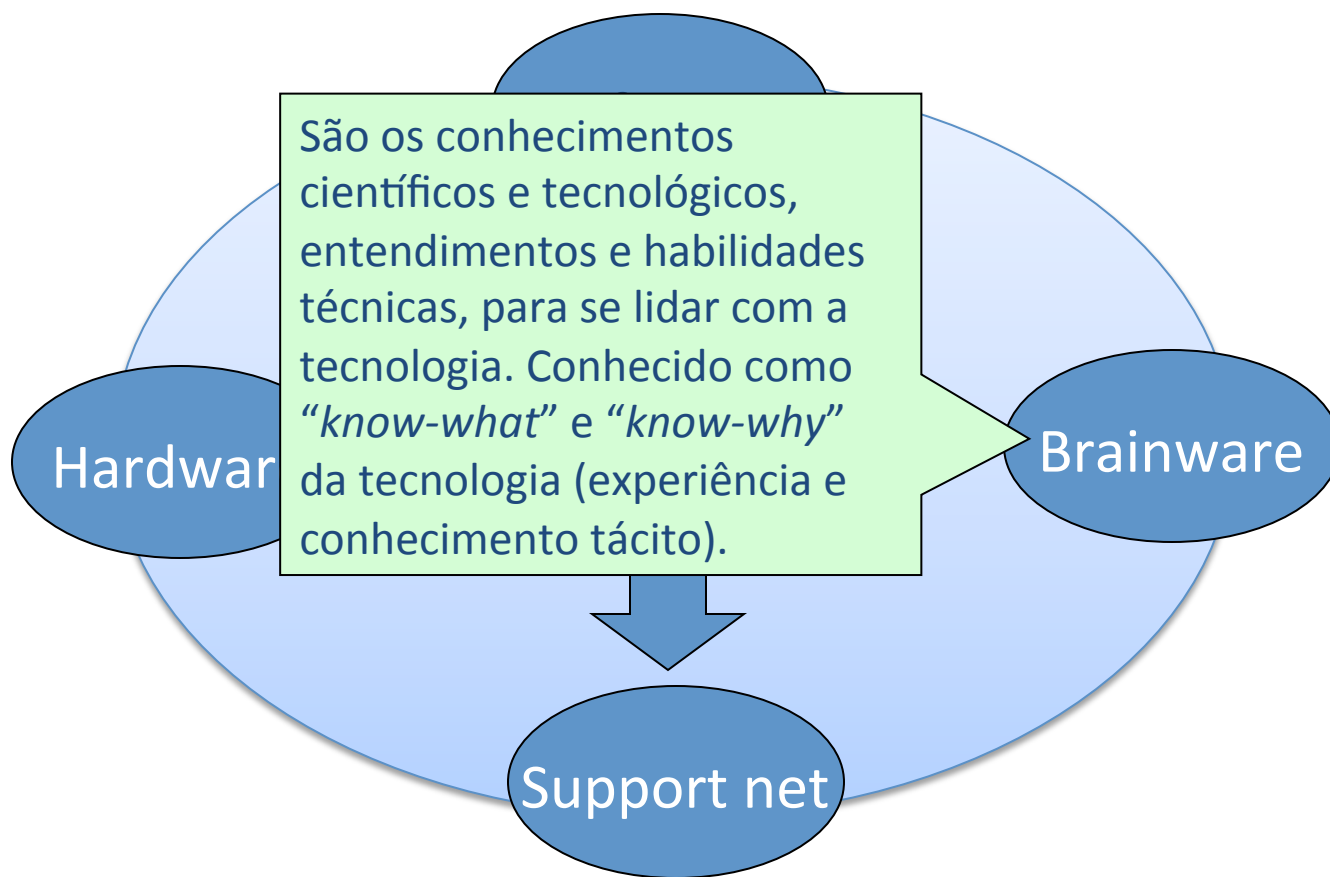 São os conhecimentos
científicos e tecnológicos,
entendimentos e habilidades
técnicas, para se lidar com a
tecnologia. Conhecido como
“know-what” e “know-why”
da tecnologia (experiência e
conhecimento tácito).
Hardwar
Brainware
Support net